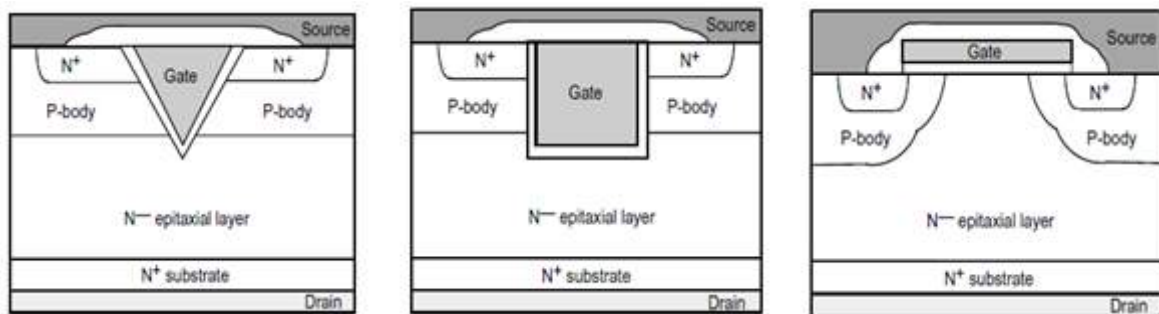 Source
N+ N+
Gate
P-body P-body
N— epitaxial layer
N+ substrate
Drain
Source
N+ N+
Gate
P-body P-body
N— epitaxial layer
N+ substrate
Drain
Source
Gate
N+ N+
P-body P-body
N— epitaxial layer
N+ substrate
Drain